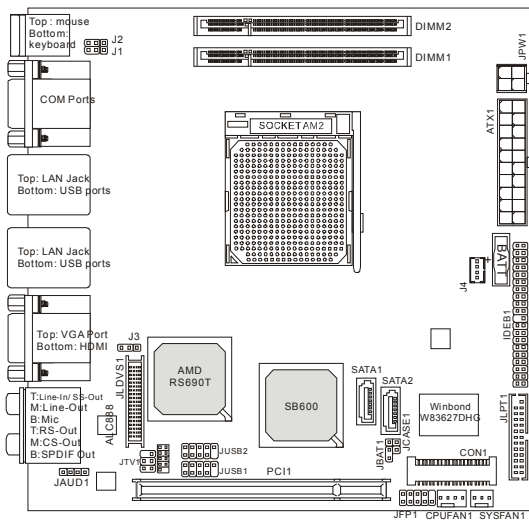 Top : mouse
Bottom:
keyboard
J2
J1
DIMM2
DIMM1
JPW1
COM Ports
ATX1
SOCKET AM2
Top: LAN Jack
Bottom: USB ports
Top: LAN Jack
Bottom: USB ports
BATT
+
J4
IDEB1
Top: VGA Port
Bottom: HDMI
J3
JLDVS1
AMD
RS690T
SB600
SATA1
SATA2
Winbond
W83627DHG
JLPT1
T:Line-In/ SS-Out
M:Line-Out
B:Mic
T:RS-Out
M:CS-Out
B:SPDIF Out
ALC888
JCASE1
JBAT1
JTV1
JUSB2
JUSB1
CON1
JAUD1
PCI1
JFP1
CPUFAN1
SYSFAN1